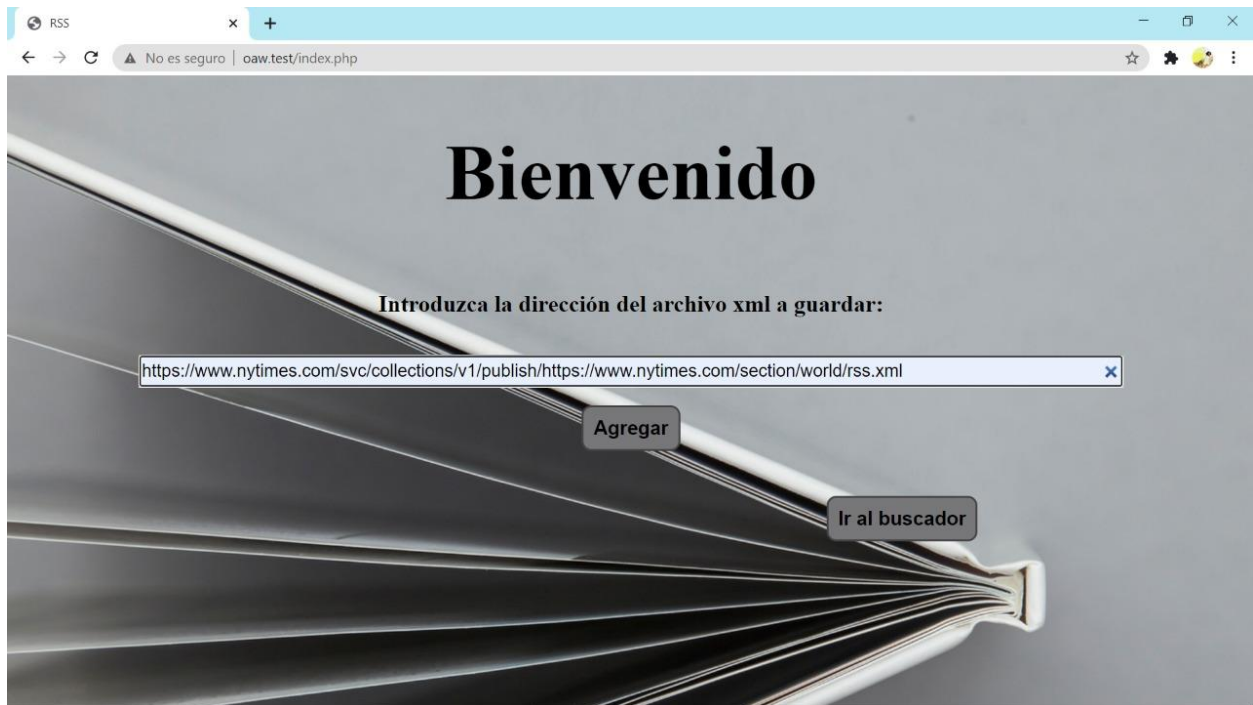 RSS
No es seguro | oaw.test/index.php
Bienvenido
Introduzca la dirección del archivo xml a guardar:
https://www.nytimes.com/svc/collections/v1/publish/https://www.nytimes.com/section/world/rss.xml
Agregar
Ir al buscador